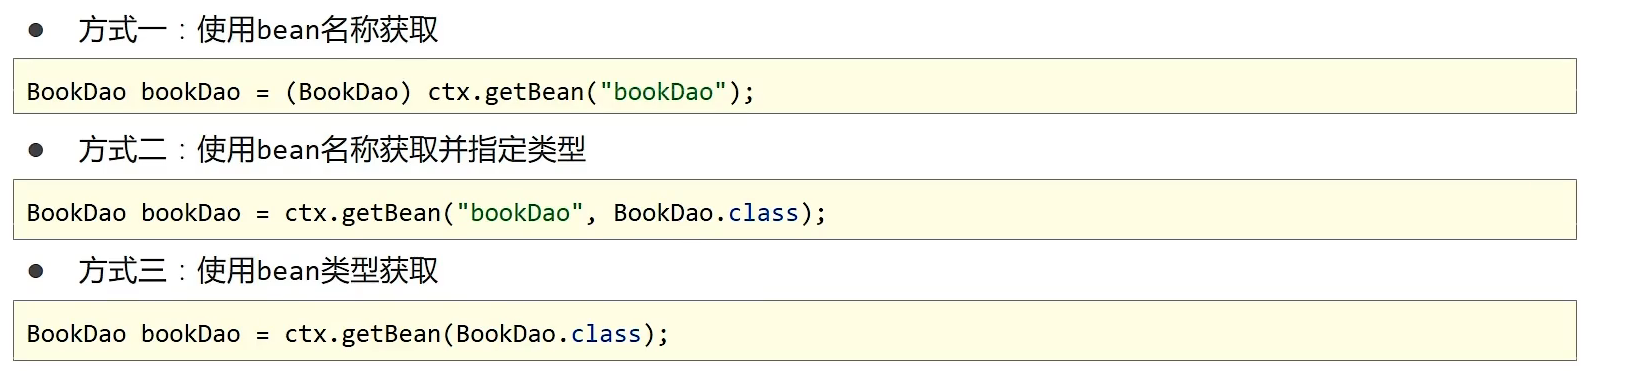 ● 方式一：使用bean名称获取
BookDao bookDao = (BookDao) ctx.getBean("bookDao");
● 方式二：使用bean名称获取并指定类型
BookDao bookDao = ctx.getBean("bookDao", BookDao.class);
● 方式三：使用bean类型获取
BookDao bookDao = ctx.getBean(BookDao.class);